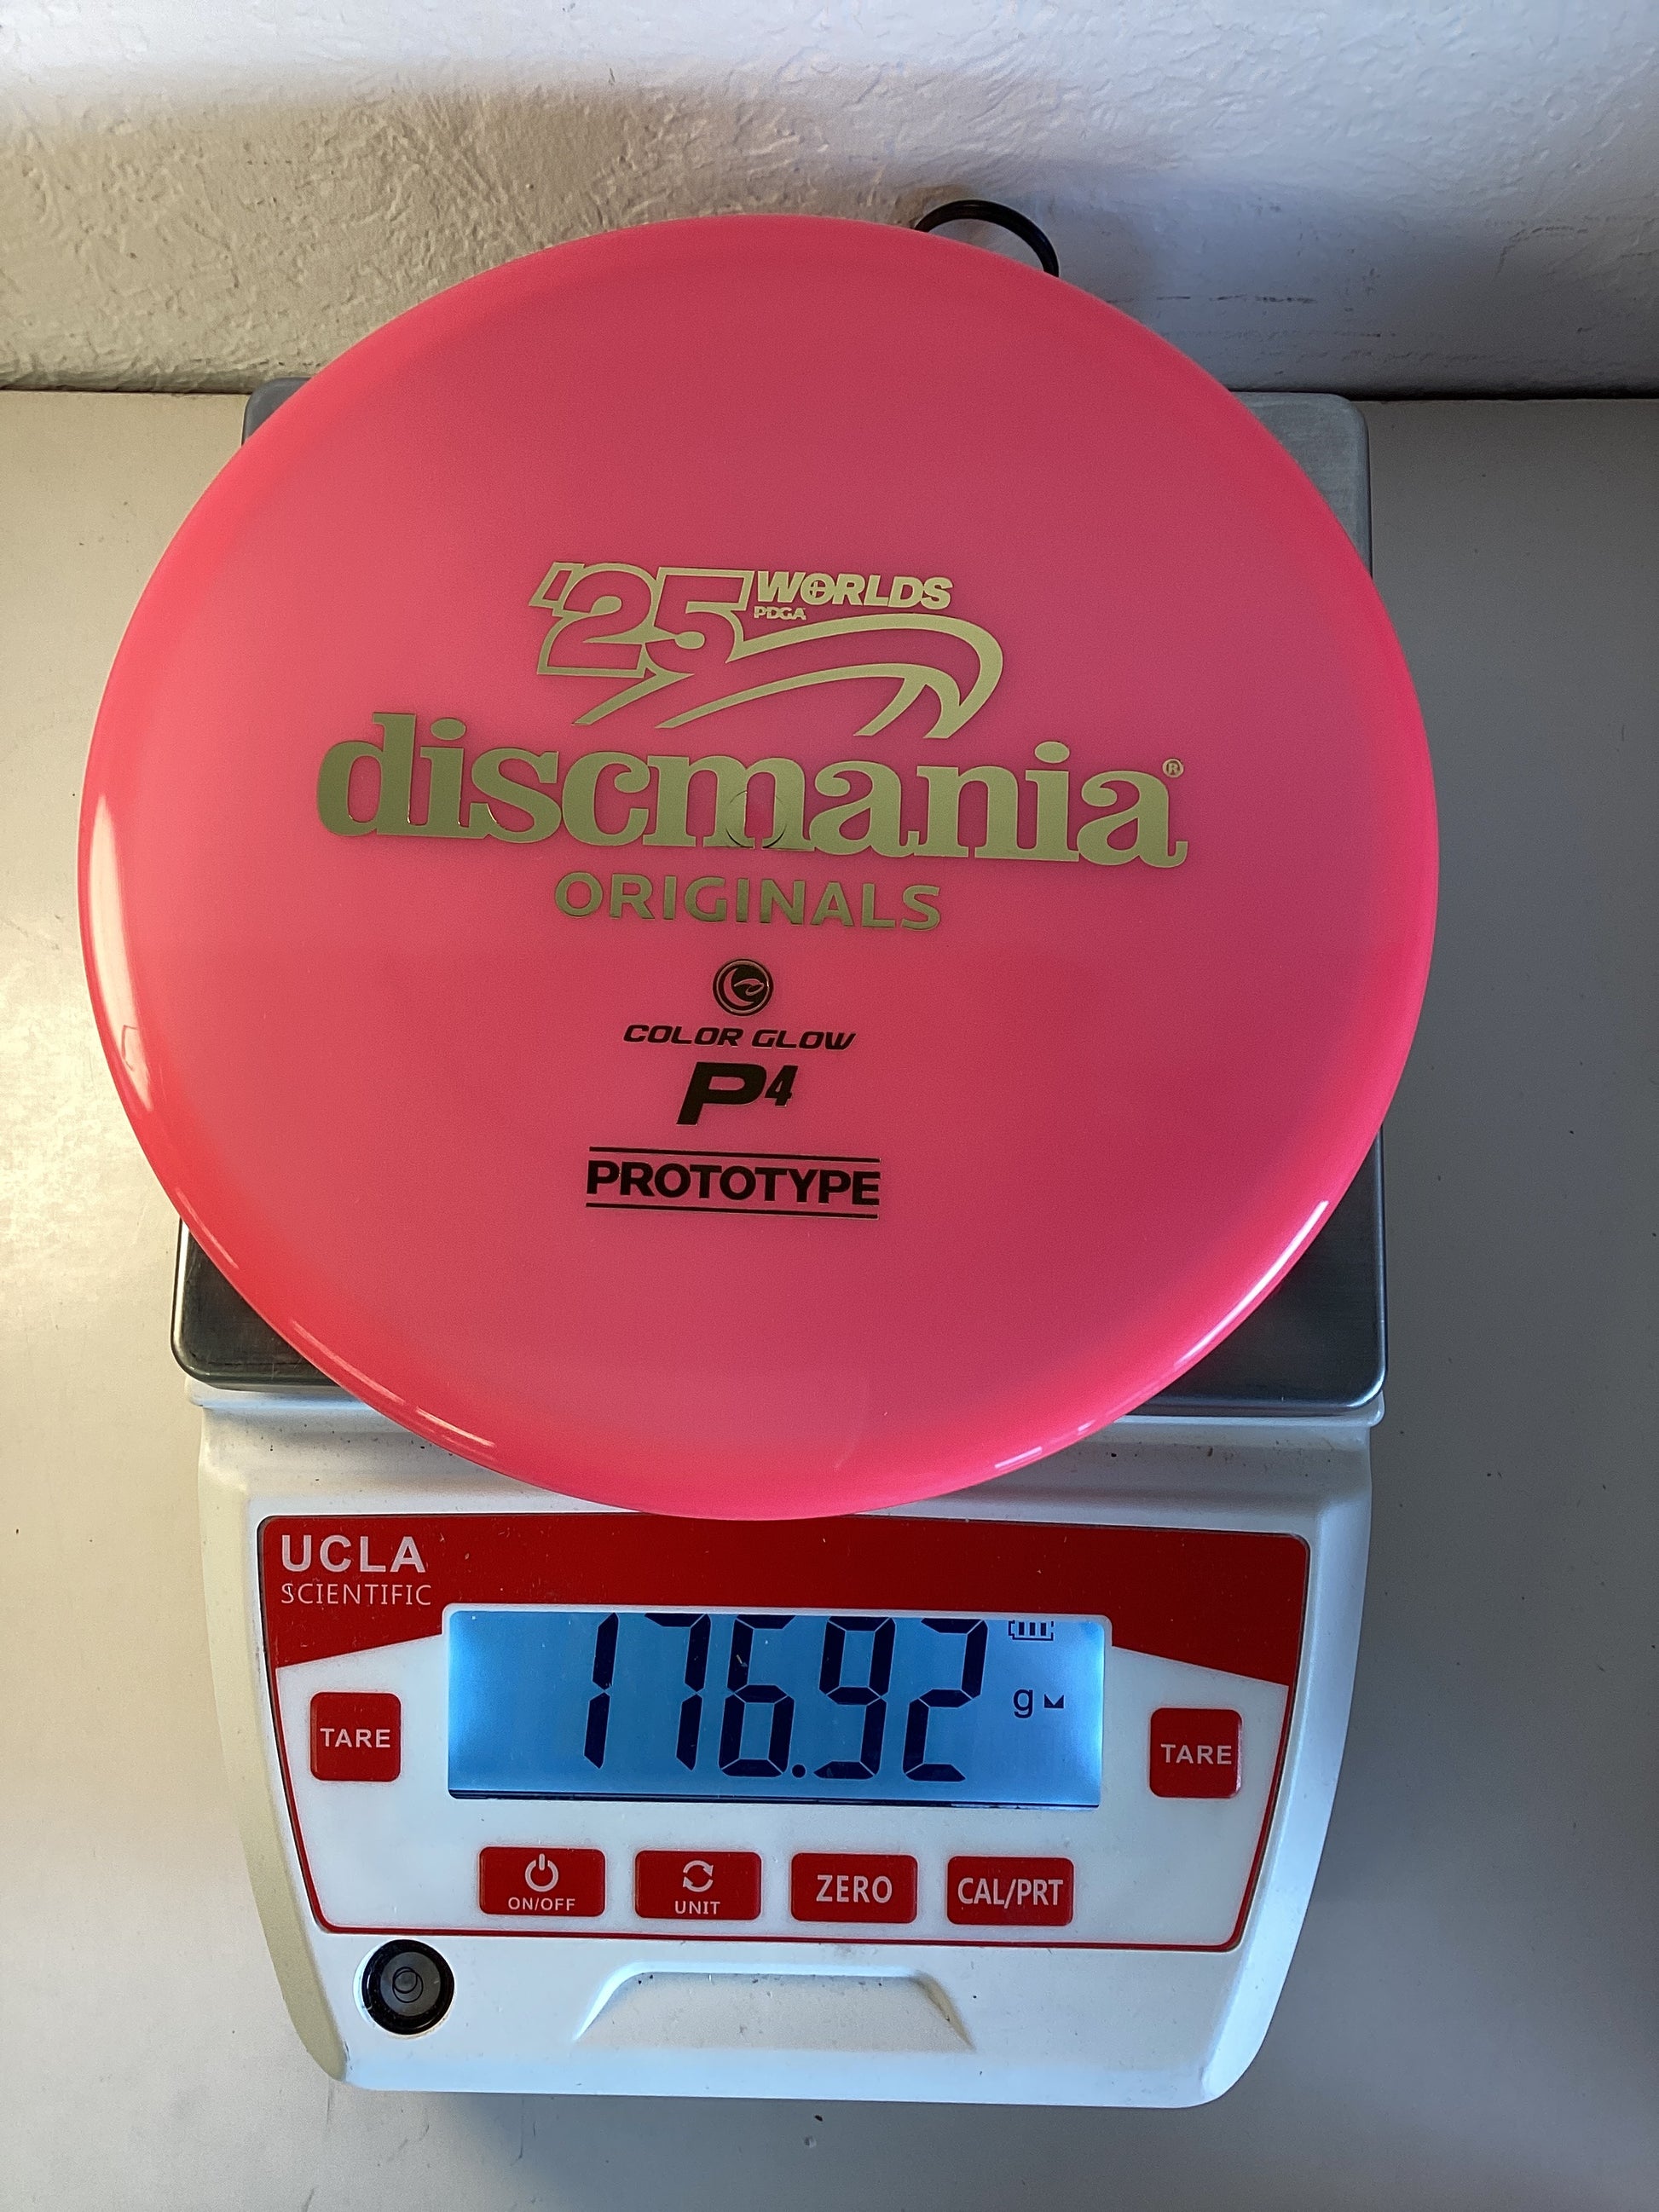 '25 WORLDS
PDGA
discmania®
ORIGINALS
COLOR GLOW
P4
PROTOTYPE
UCLA
SCIENTIFIC
176.92
g
TARE
TARE
ON/OFF
UNIT
ZERO
CAL/PRT